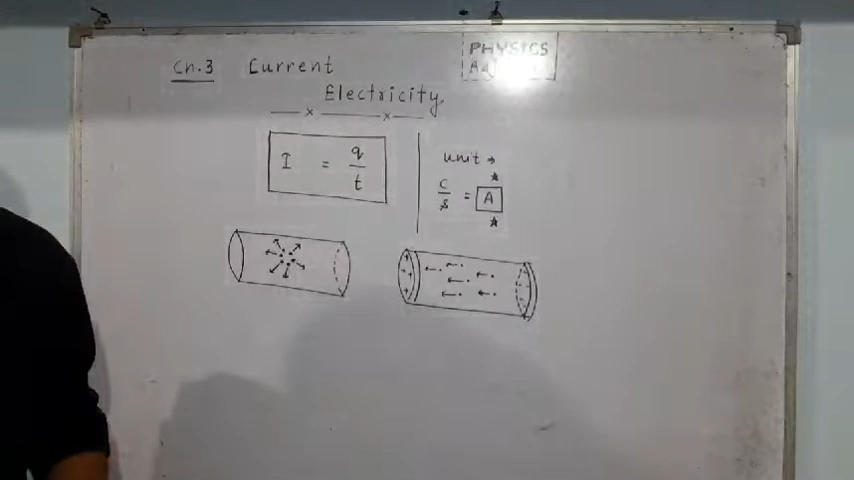 PHYSICS
Ch.3 Current
Electricity
I = q/t
unit →
C/s = A